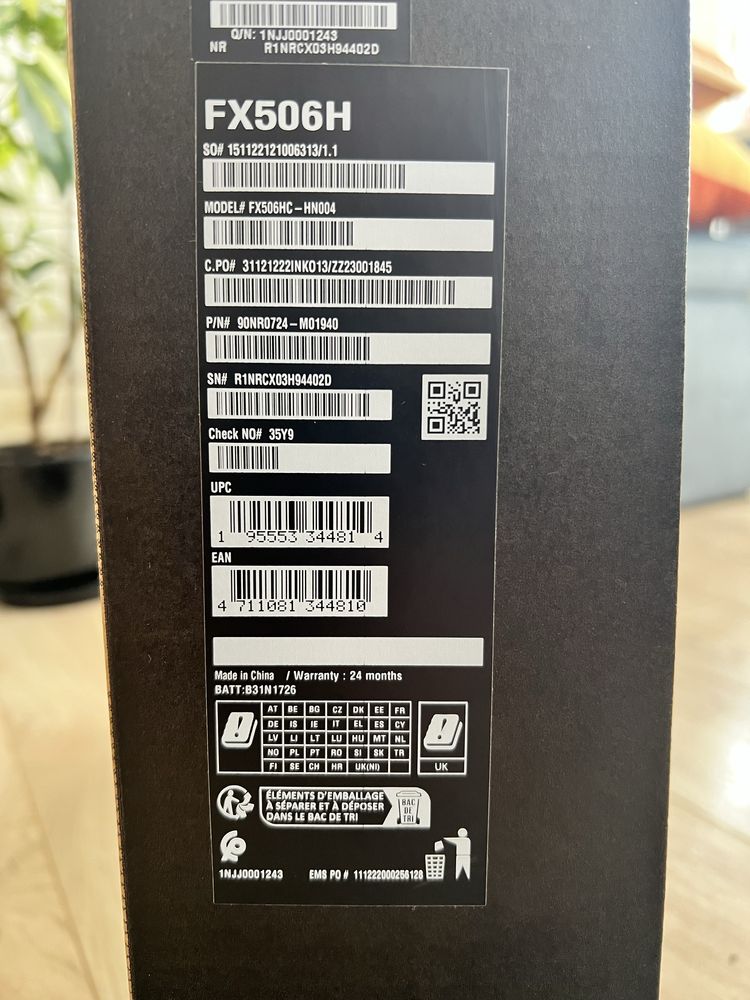 Q/N: 1NJJ0001243
NR R1NRCX03H94402D
FX506H
SO# 151122121006313/1.1
MODEL# FX506HC-HN004
C.PO# 31121222INKO13/ZZ23001845
P/N# 90NR0724-M01940
SN# R1NRCX03H94402D
Check NO# 35Y9
UPC
1 95553 34481 4
EAN
4 711081 344810
Made in China / Warranty : 24 months
BATT:B31N1726
AT BE BG CZ DK EE FR
DE IS IE IT EL ES CY
LV LI LT LU HU MT NL
NO PL PT RO SI SK TR
FI SE CH HR UK(NI)
UK
ÉLÉMENTS D'EMBALLAGE
À SÉPARER ET À DÉPOSER
DANS LE BAC DE TRI
BAC
DE
TRI
1NJJ0001243 EMS PO # 111222000256128